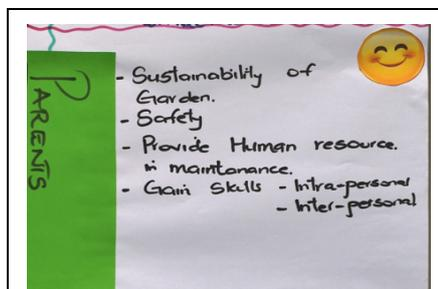 PARENTS
- Sustainability of
Garden.
- Safety
- Provide Human resource.
in maintanance.
- Gain Skills - Intra-personal
- Inter-personal